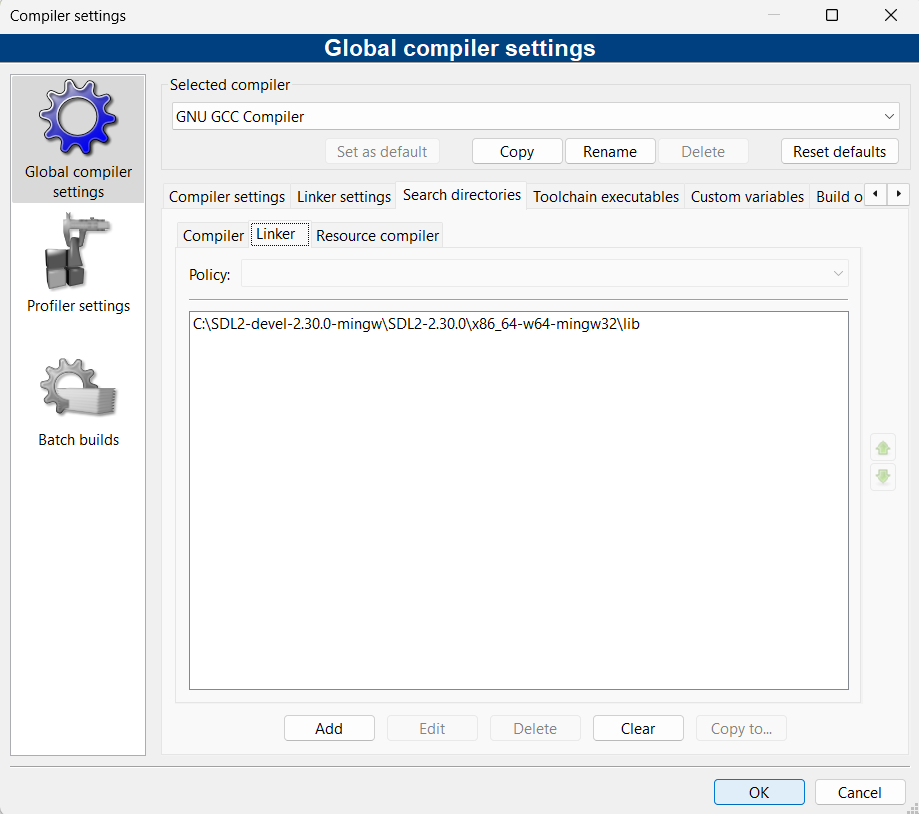 Compiler settings
Global compiler settings
Global compiler
settings
Profiler settings
Batch builds
Selected compiler
GNU GCC Compiler
Set as default
Copy
Rename
Delete
Reset defaults
Compiler settings
Linker settings
Search directories
Toolchain executables
Custom variables
Build o
Compiler
Linker
Resource compiler
Policy:
C:\SDL2-devel-2.30.0-mingw\SDL2-2.30.0\x86_64-w64-mingw32\lib
Add
Edit
Delete
Clear
Copy to...
OK
Cancel